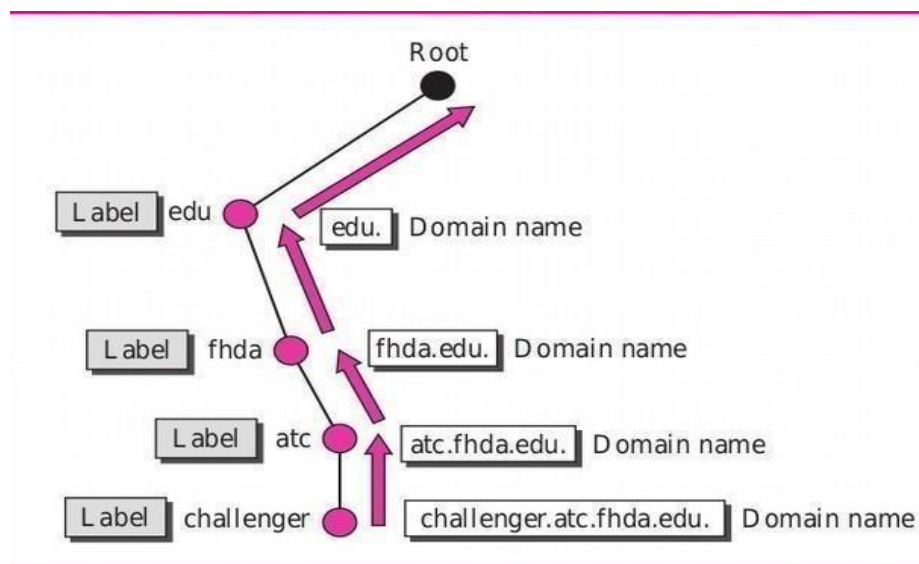 Root
Label edu
edu. Domain name
Label fhda
fhda.edu. Domain name
Label atc
atc.fhda.edu. Domain name
Label challenger
challenger.atc.fhda.edu. Domain name